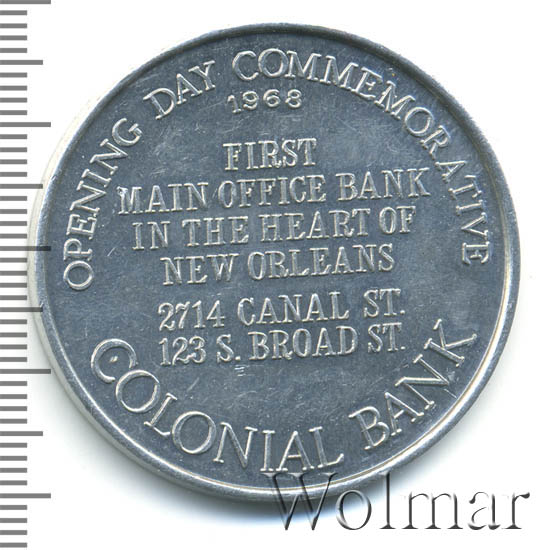 OPENING DAY COMMEMORATIVE
1968
FIRST
MAIN OFFICE BANK
IN THE HEART OF
NEW ORLEANS
2714 CANAL ST.
123 S. BROAD ST.
COLONIAL BANK
Wolmar